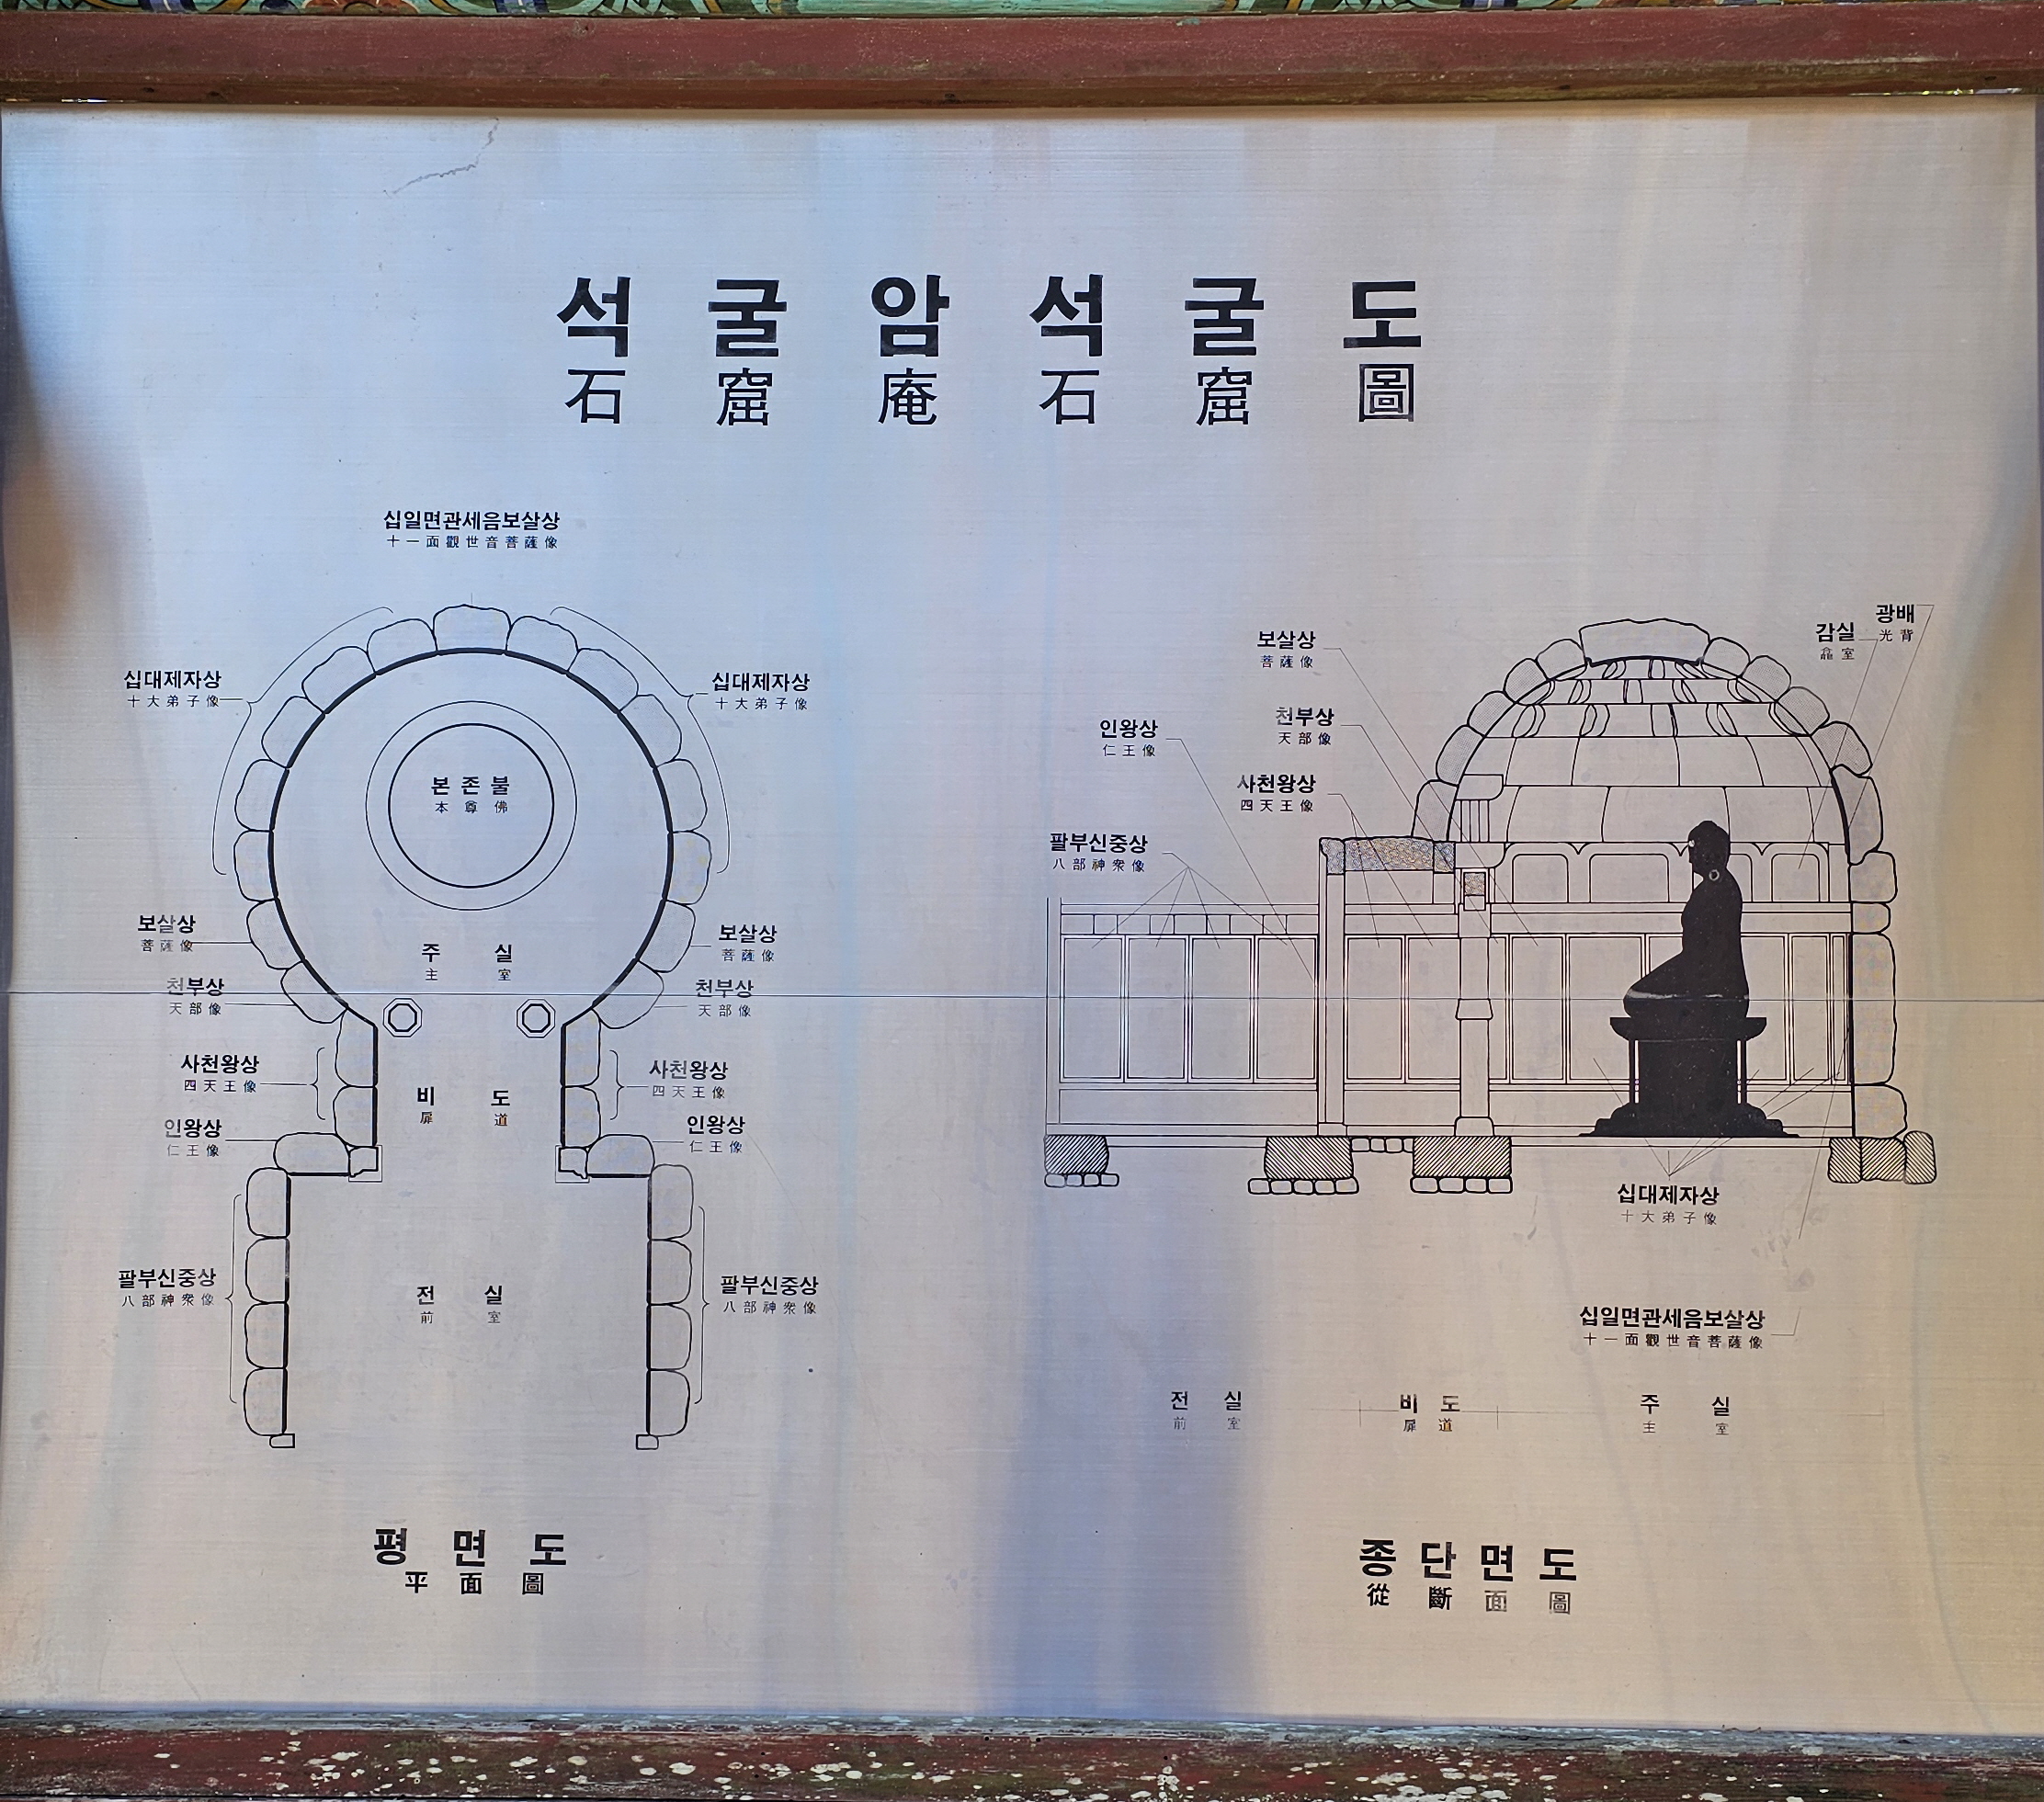 석 굴 암 석 굴 도
石 窟 庵 石 窟 圖
십일면관세음보살상
十一面觀世音菩薩像
십대제자상
十大弟子像
십대제자상
十大弟子像
본 존 불
本 尊 佛
보살상
菩薩像
주 실
主 室
보살상
菩薩像
천부상
天部像
천부상
天部像
사천왕상
四天王像
비 도
扉 道
사천왕상
四天王像
인왕상
仁王像
인왕상
仁王像
팔부신중상
八部神衆像
전 실
前 室
팔부신중상
八部神衆像
평 면 도
平 面 圖
광배
光背
감실
龕室
보살상
菩薩像
천부상
天部像
인왕상
仁王像
사천왕상
四天王像
팔부신중상
八部神衆像
십대제자상
十大弟子像
십일면관세음보살상
十一面觀世音菩薩像
전 실
前 室
비 도
扉 道
주 실
主 室
종 단 면 도
從 斷 面 圖